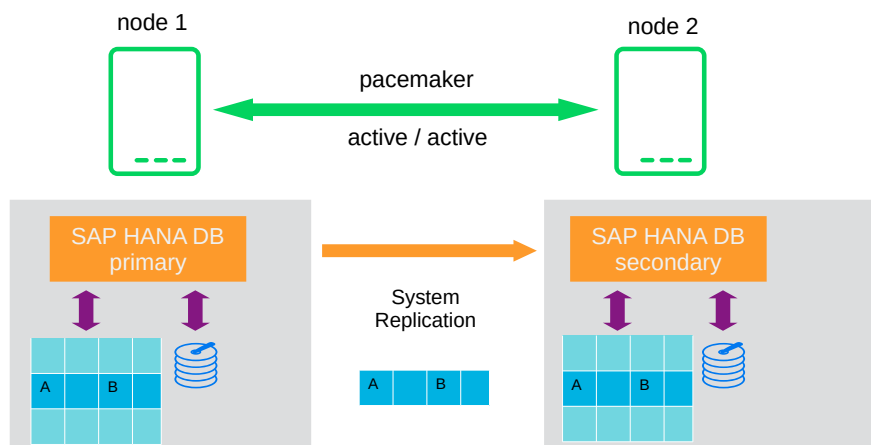 node 1
node 2
pacemaker
active / active
SAP HANA DB
primary
SAP HANA DB
secondary
System
Replication
A B
A B
A B